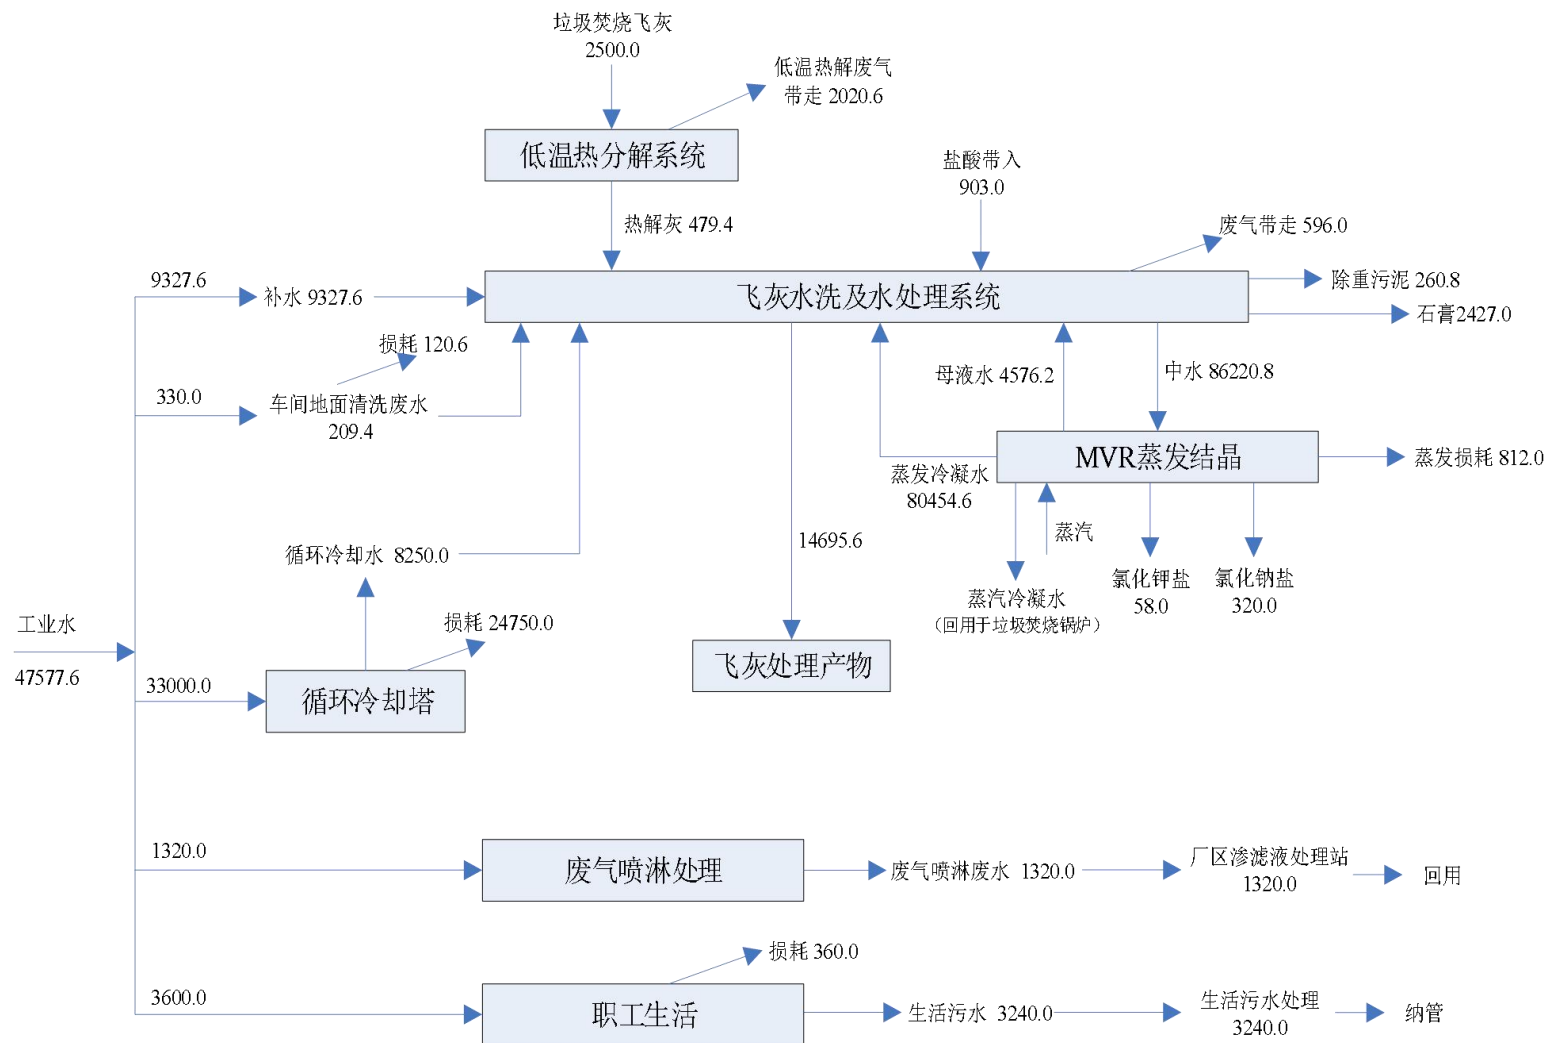 垃圾焚烧飞灰
2500.0
低温热解废气
带走 2020.6
低温热分解系统
盐酸带入
903.0
热解灰 479.4
废气带走 596.0
9327.6
补水 9327.6
飞灰水洗及水处理系统
除重污泥 260.8
石膏2427.0
损耗 120.6
母液水 4576.2
中水 86220.8
330.0
车间地面清洗废水
209.4
MVR蒸发结晶
蒸发损耗 812.0
蒸发冷凝水
80454.6
蒸汽
14695.6
循环冷却水 8250.0
氯化钾盐
58.0
氯化钠盐
320.0
蒸汽冷凝水
（回用于垃圾焚烧锅炉）
工业水
47577.6
损耗 24750.0
飞灰处理产物
33000.0
循环冷却塔
1320.0
废气喷淋处理
废气喷淋废水 1320.0
厂区渗滤液处理站
1320.0
回用
损耗 360.0
3600.0
职工生活
生活污水 3240.0
生活污水处理
3240.0
纳管